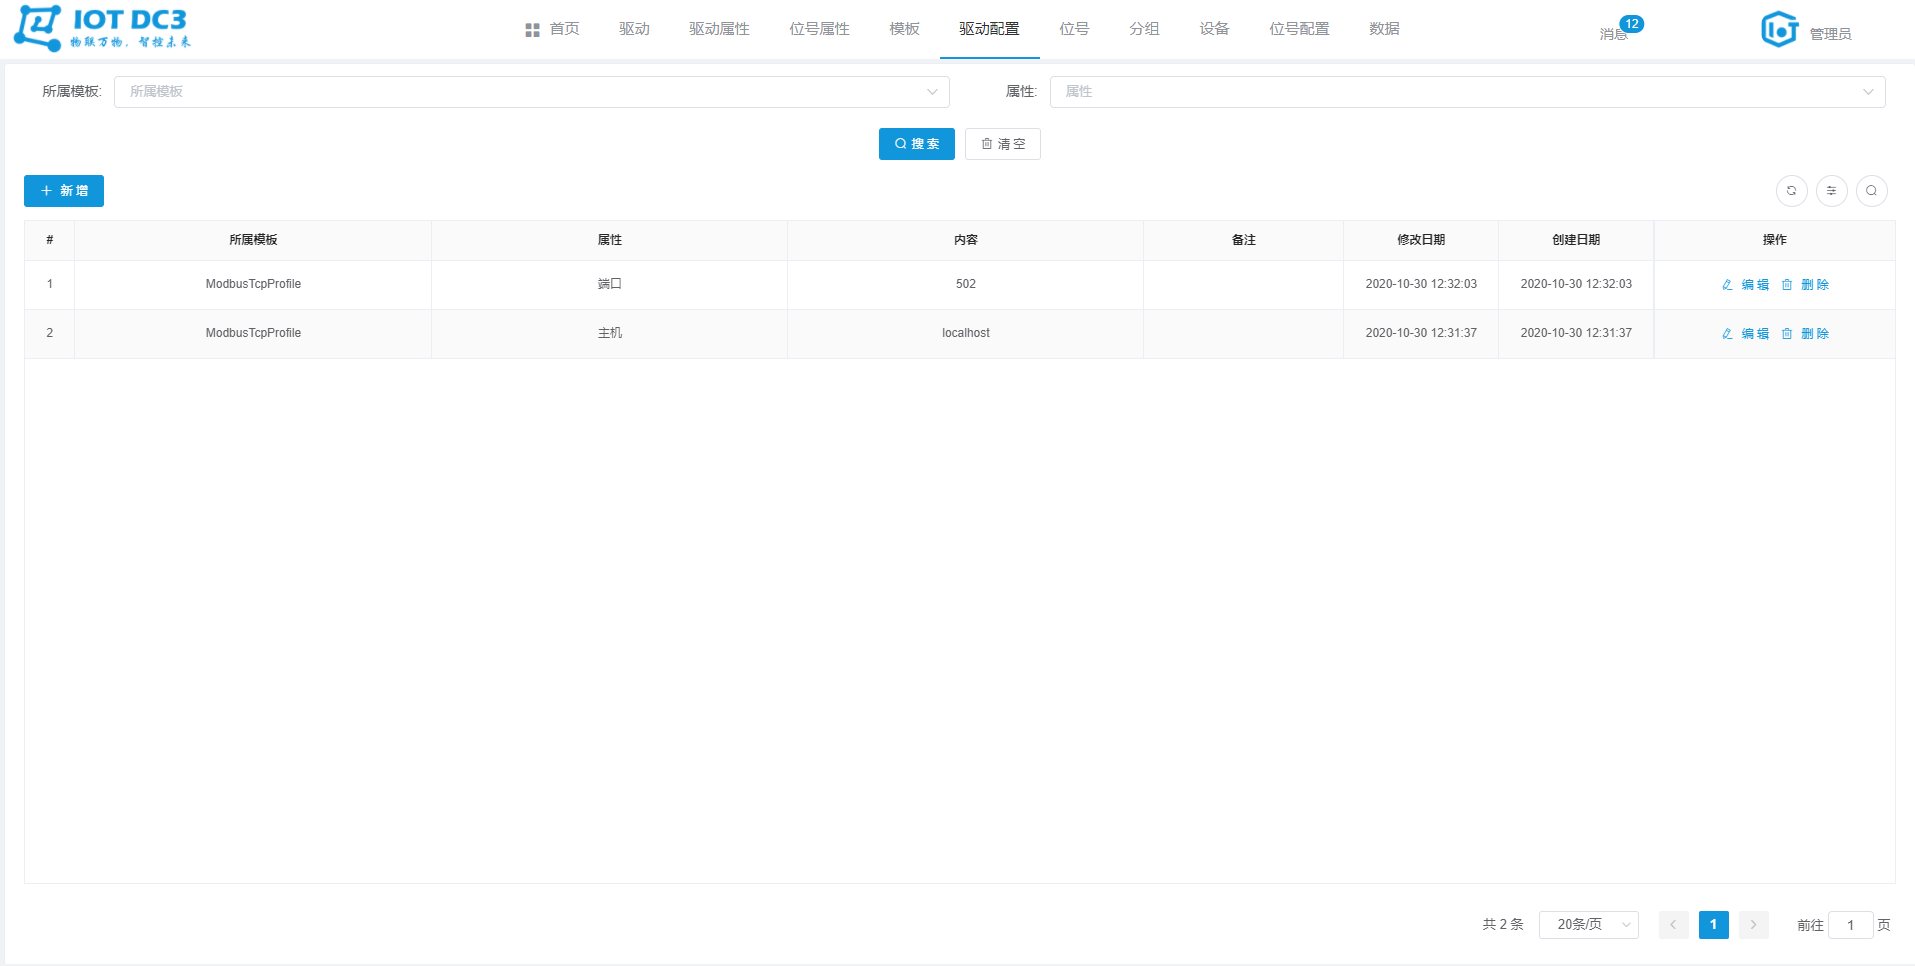 IOT DC3
物联万物，智控未来
首页 驱动 驱动属性 位号属性 模板 驱动配置 位号 分组 设备 位号配置 数据
消息 12
IoT 管理员
所属模板: 所属模板 属性: 属性
搜 索 清 空
新 增
# 所属模板 属性 内容 备注 修改日期 创建日期 操作
1 ModbusTcpProfile 端口 502 2020-10-30 12:32:03 2020-10-30 12:32:03 编 辑 删 除
2 ModbusTcpProfile 主机 localhost 2020-10-30 12:31:37 2020-10-30 12:31:37 编 辑 删 除
共 2 条 20条/页 1 前往 1 页